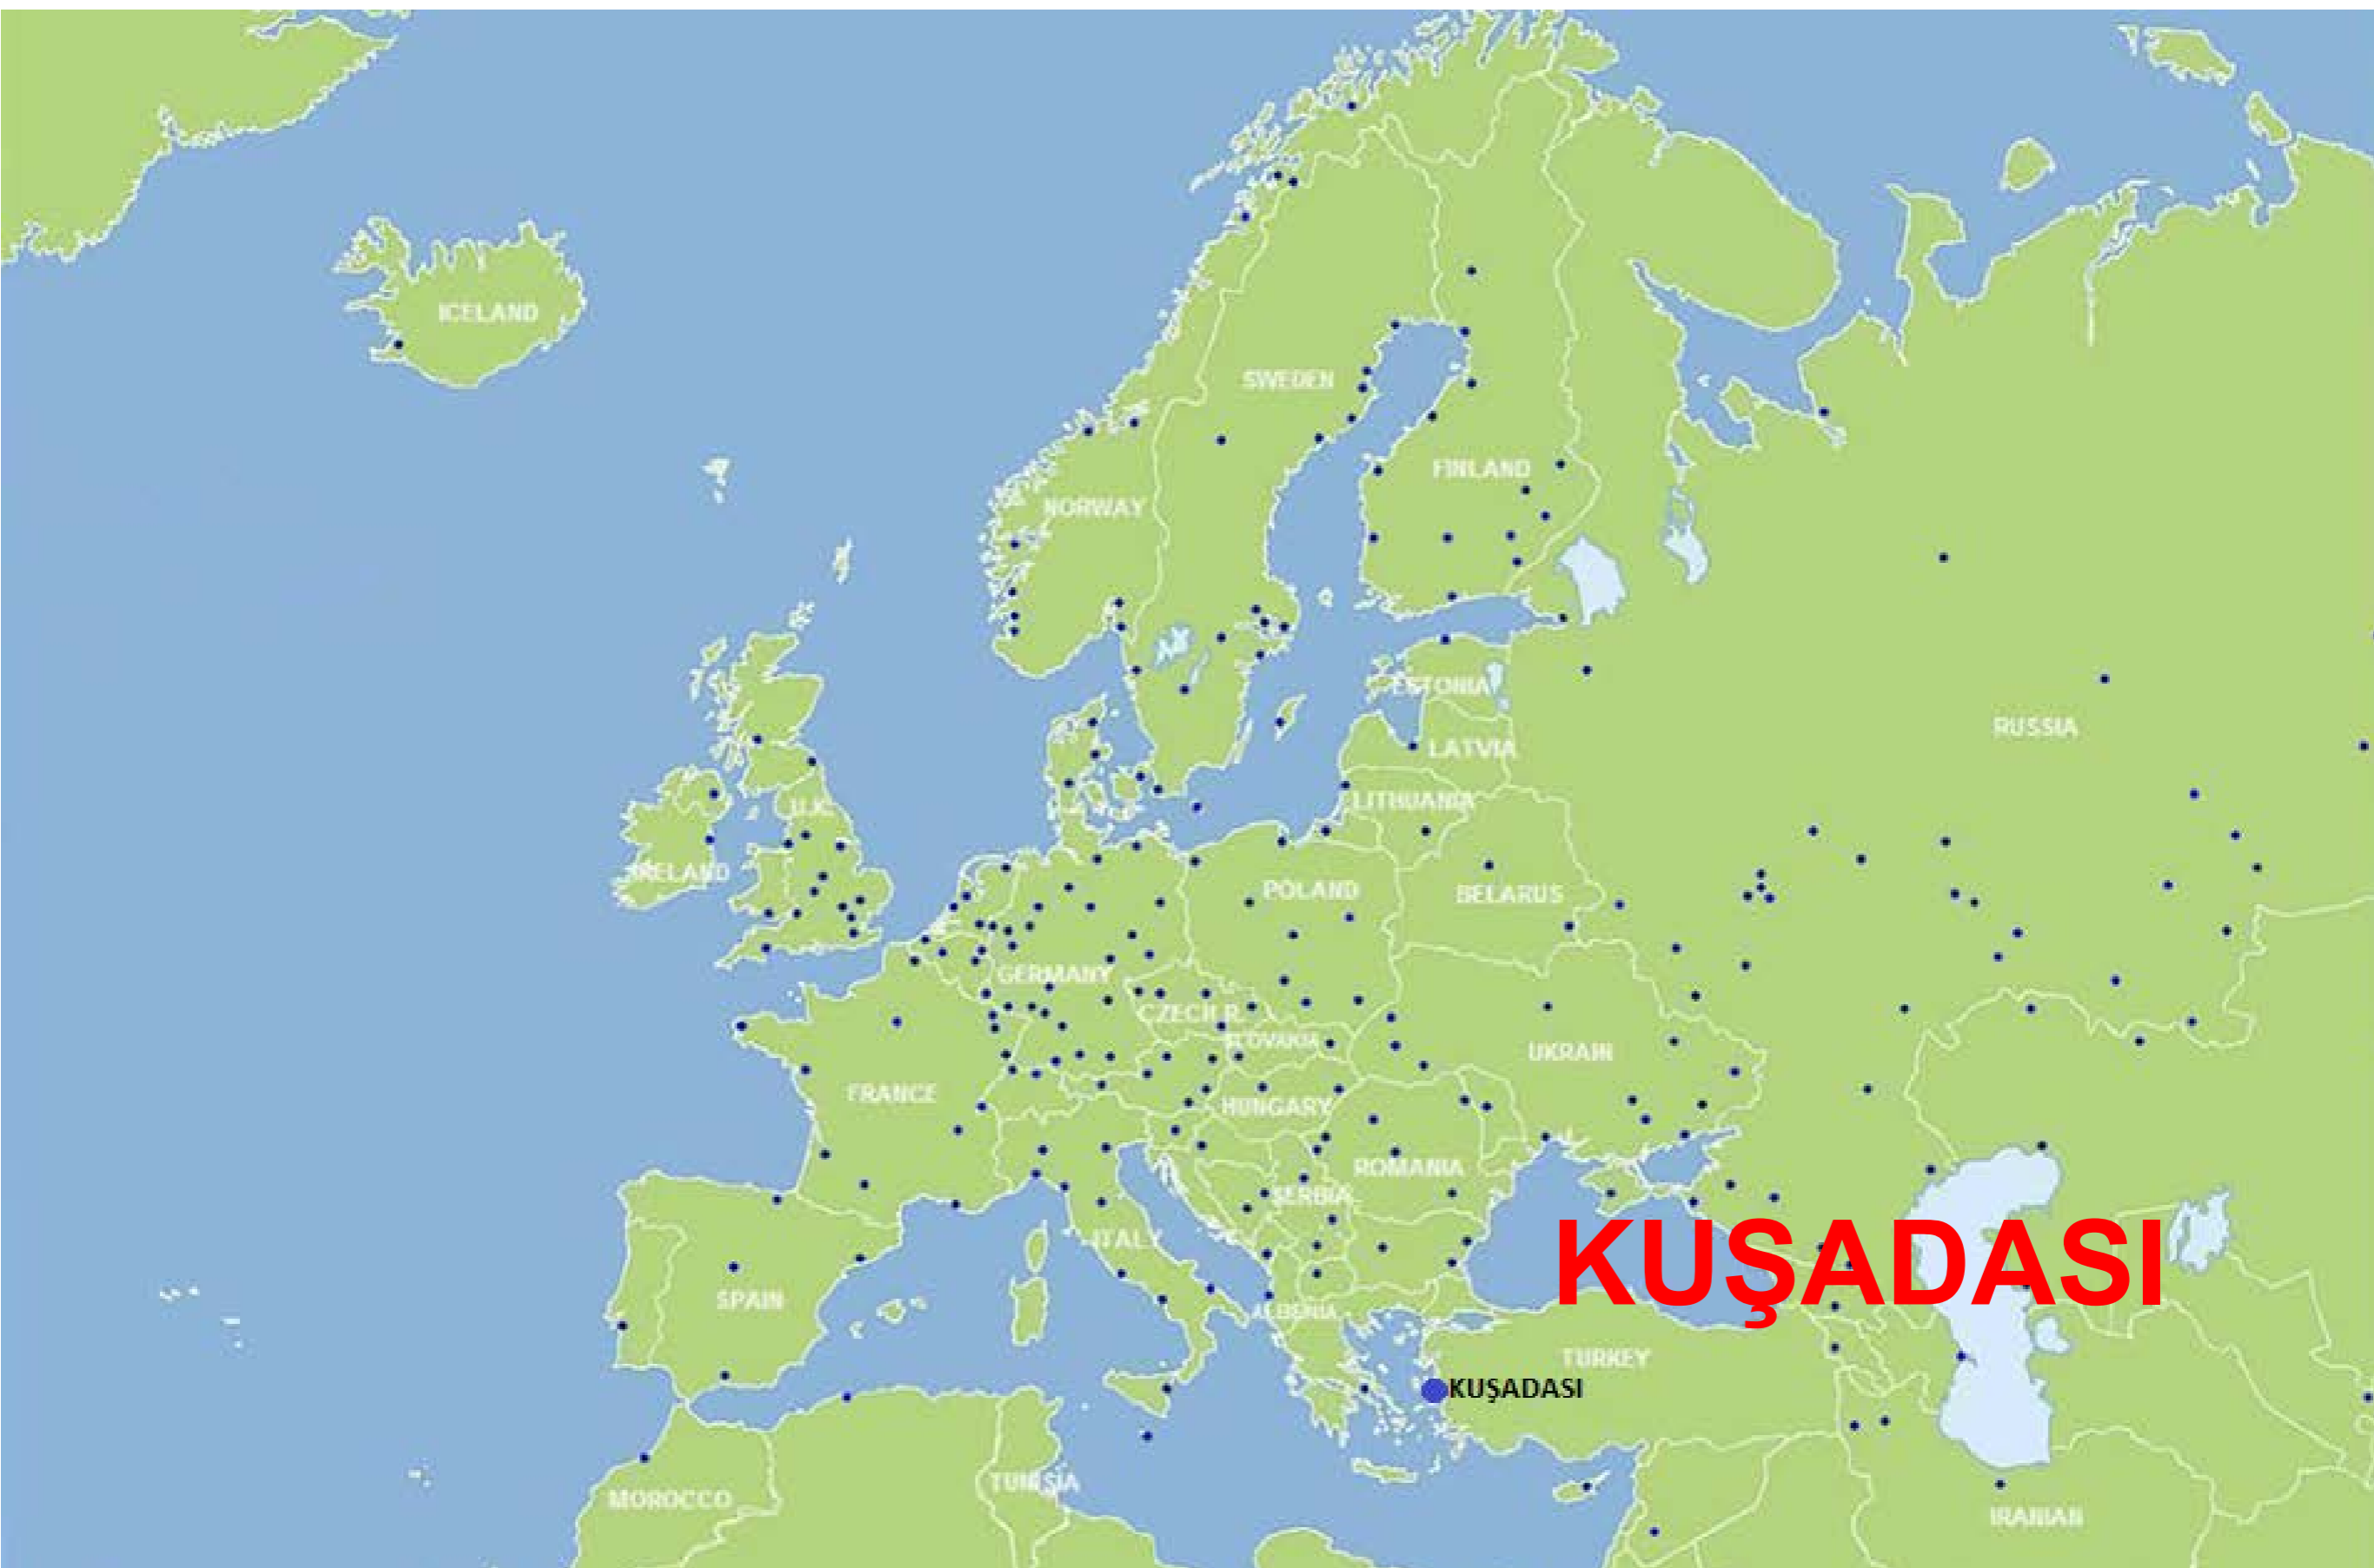 ICELAND
SWEDEN
FINLAND
NORWAY
ESTONIA
RUSSIA
LATVIA
LITHUANIA
U.K.
IRELAND
POLAND
BELARUS
GERMANY
CZECH R.
SLOVAKIA
UKRAIN
FRANCE
HUNGARY
ROMANIA
SERBIA
ITALY
KUŞADASI
SPAIN
ALBENIA
TURKEY
KUŞADASI
TUNISIA
MOROCCO
IRANIAN